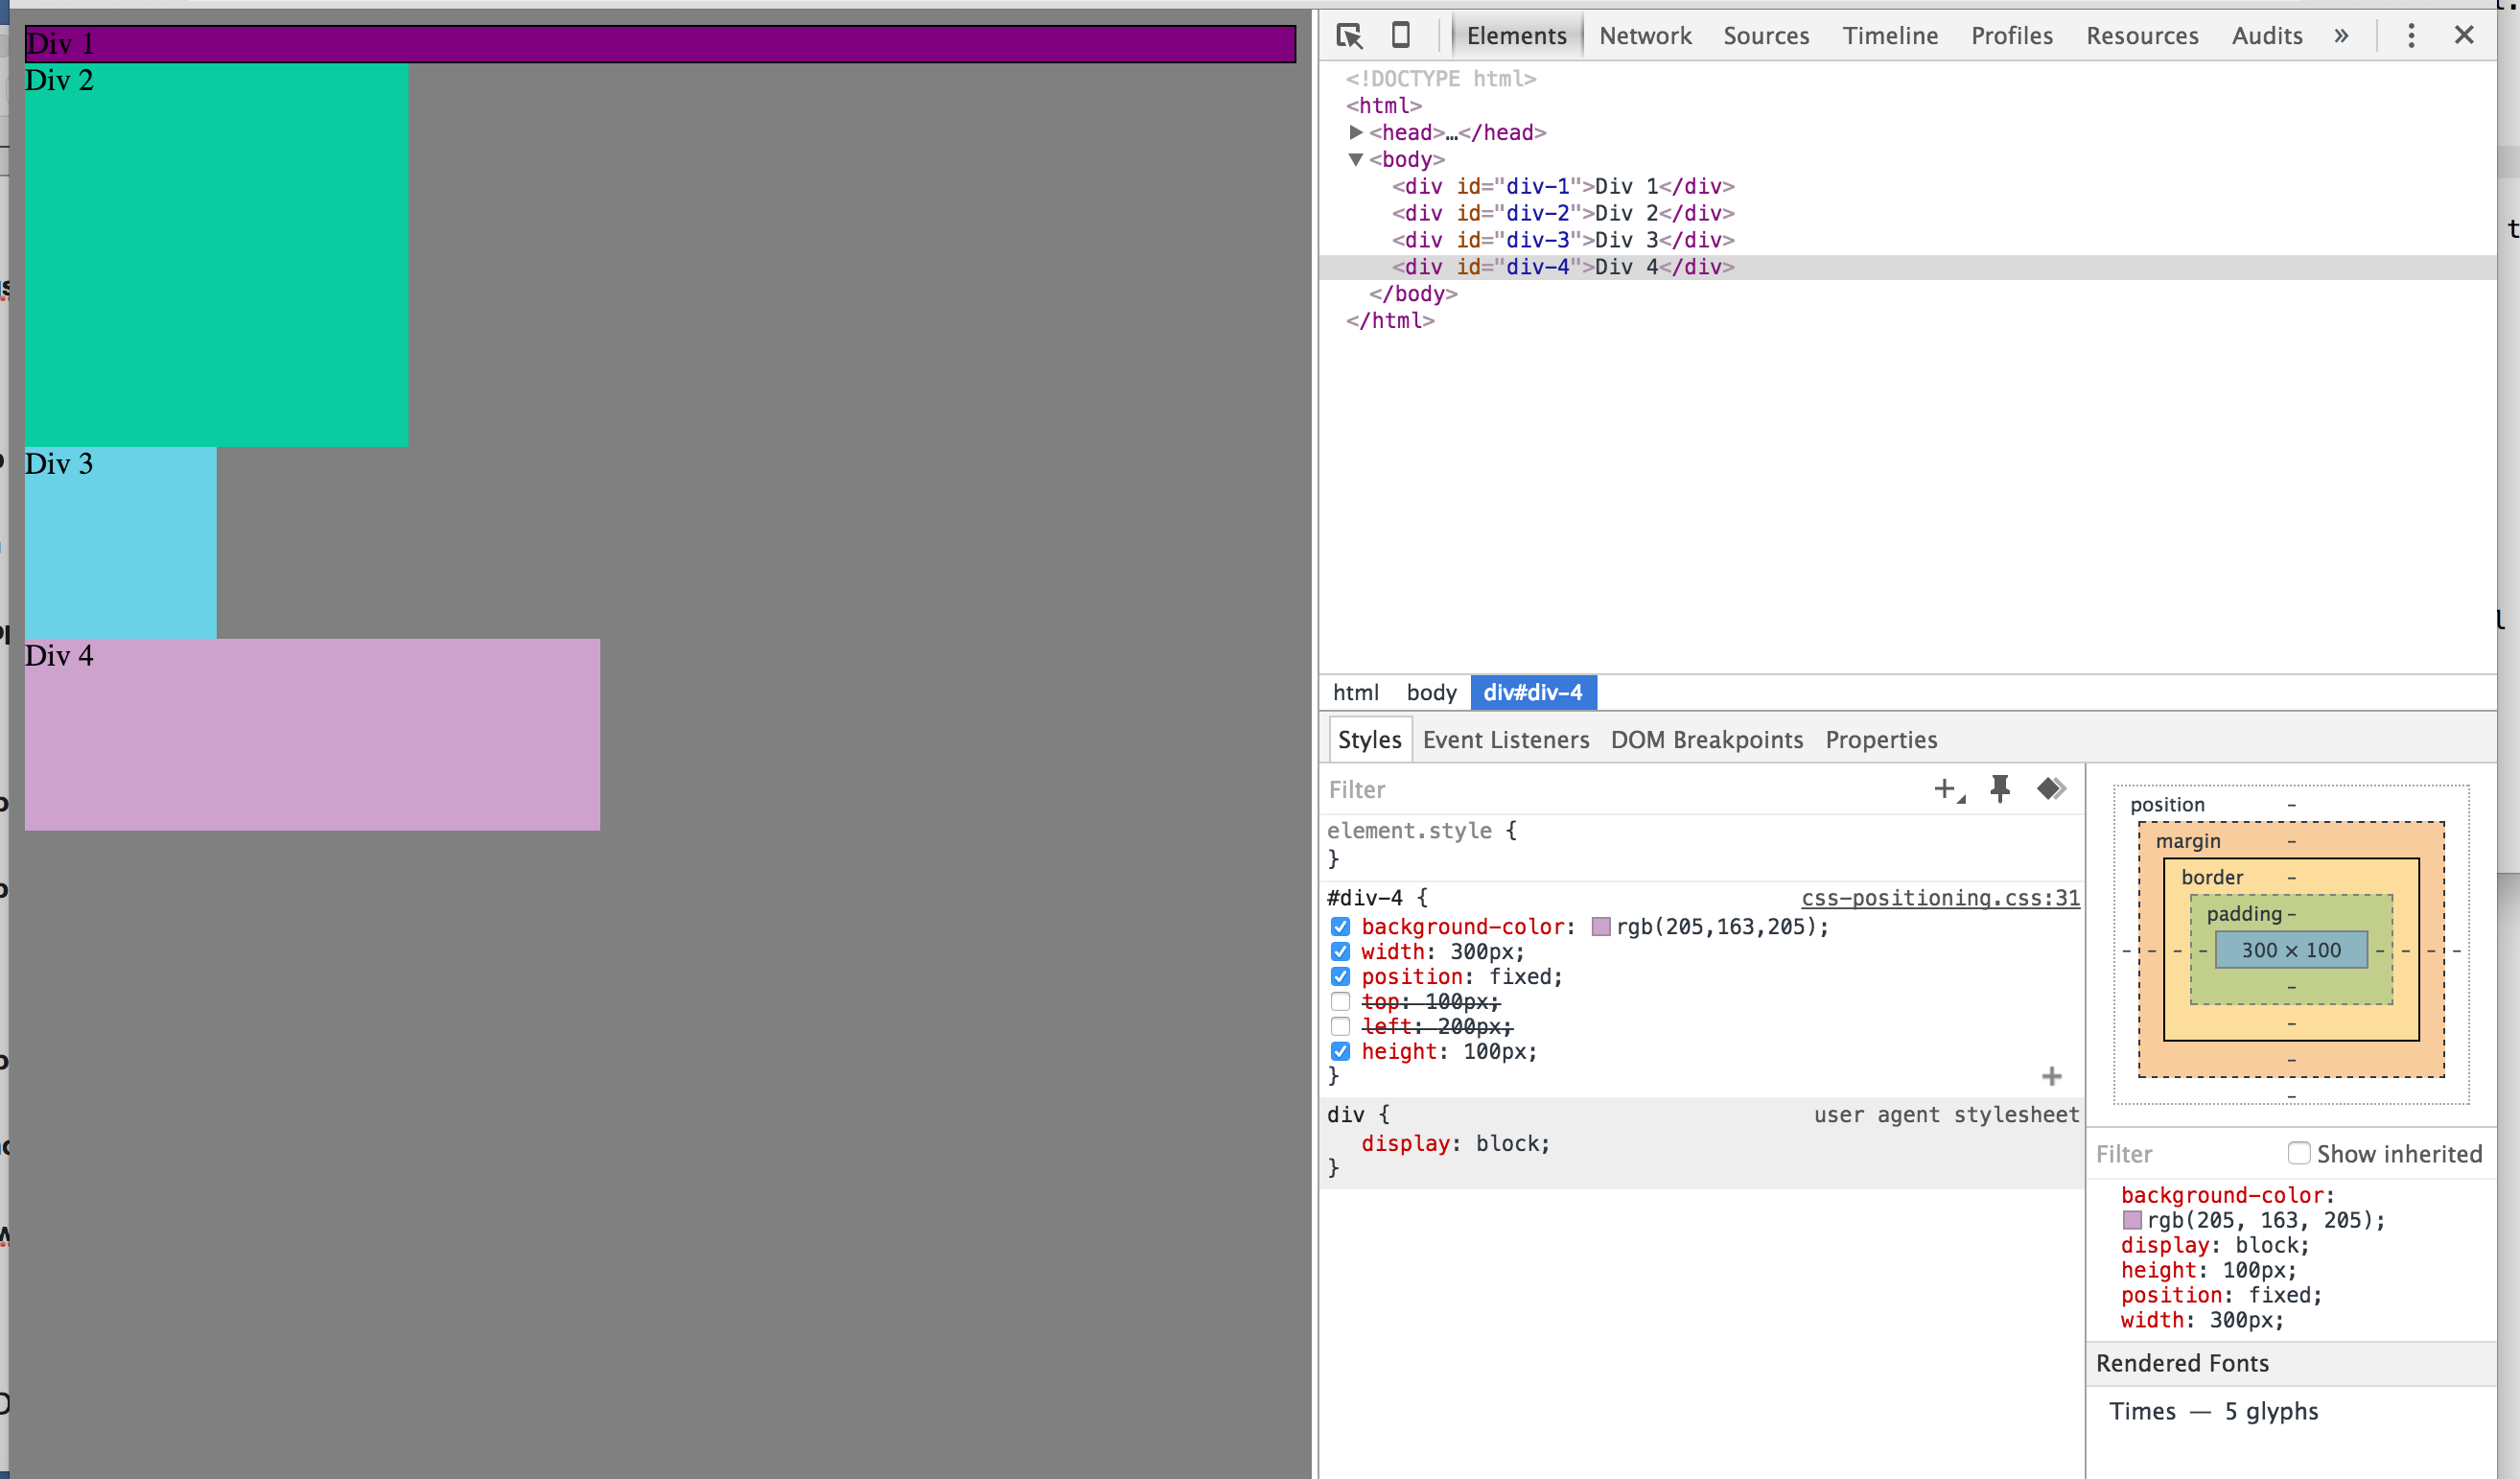 Div 1
Div 2
Div 3
Div 4
Elements Network Sources Timeline Profiles Resources Audits »
<!DOCTYPE html>
<html>
▶<head>…</head>
▼<body>
<div id="div-1">Div 1</div>
<div id="div-2">Div 2</div>
<div id="div-3">Div 3</div>
<div id="div-4">Div 4</div>
</body>
</html>
html body div#div-4
Styles Event Listeners DOM Breakpoints Properties
Filter
element.style {
}
#div-4 { css-positioning.css:31
background-color: rgb(205,163,205);
width: 300px;
position: fixed;
top: 100px;
left: 200px;
height: 100px;
}
div { user agent stylesheet
display: block;
}
position –
margin –
border –
padding –
– – – – 300 × 100 – – – –
–
–
–
–
Filter Show inherited
background-color:
rgb(205, 163, 205);
display: block;
height: 100px;
position: fixed;
width: 300px;
Rendered Fonts
Times — 5 glyphs